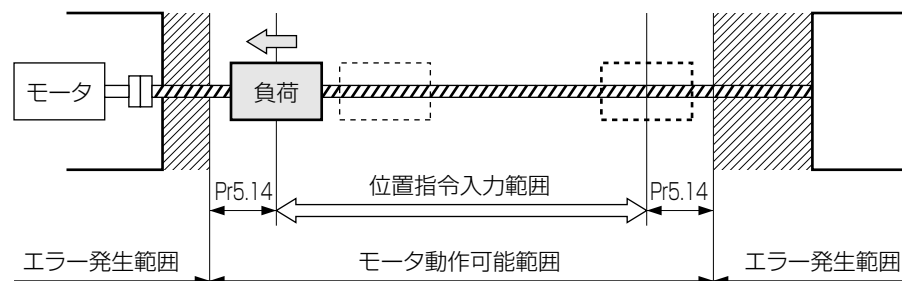 モータ
負荷
Pr5.14
位置指令入力範囲
Pr5.14
エラー発生範囲
モータ動作可能範囲
エラー発生範囲